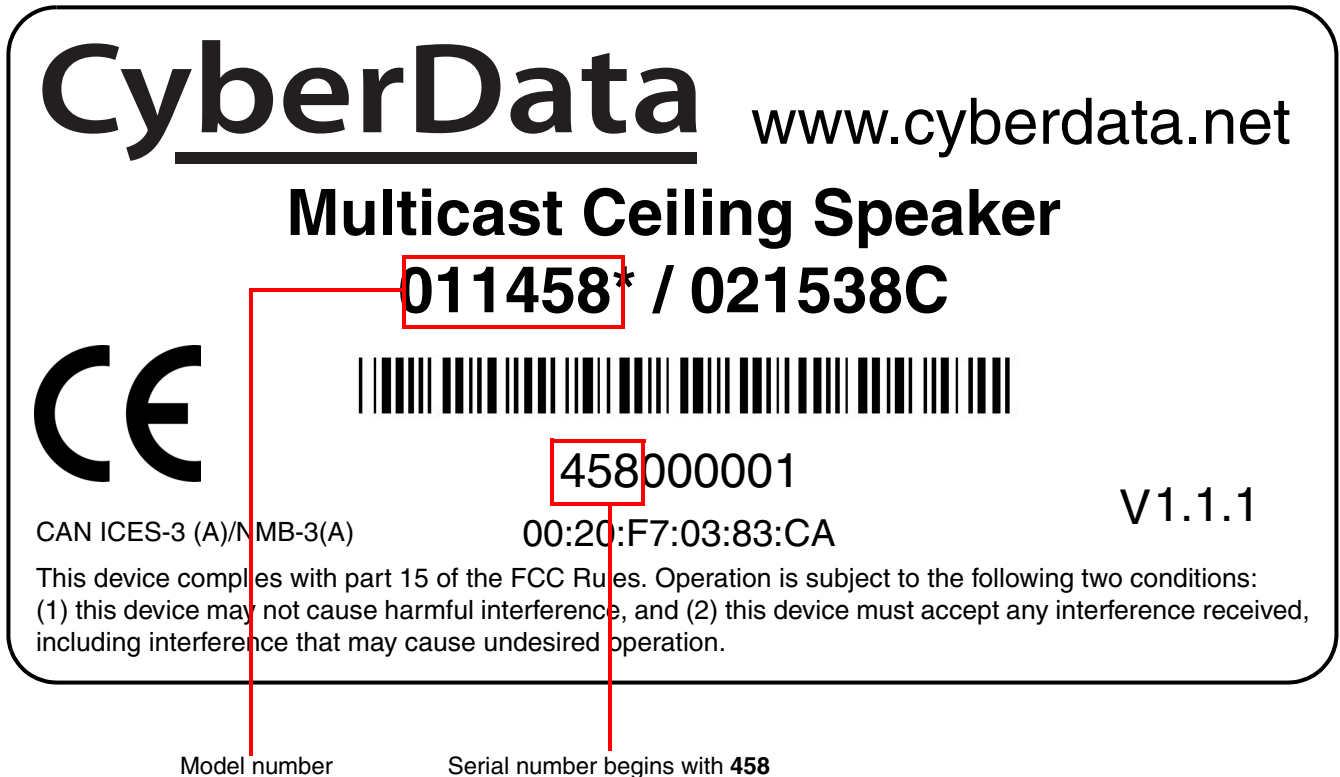 CyberData www.cyberdata.net
Multicast Ceiling Speaker
011458* / 021538C
CE
458000001
V1.1.1
CAN ICES-3 (A)/NMB-3(A) 00:20:F7:03:83:CA
This device complies with part 15 of the FCC Rules. Operation is subject to the following two conditions:
(1) this device may not cause harmful interference, and (2) this device must accept any interference received,
including interference that may cause undesired operation.
Model number Serial number begins with 458